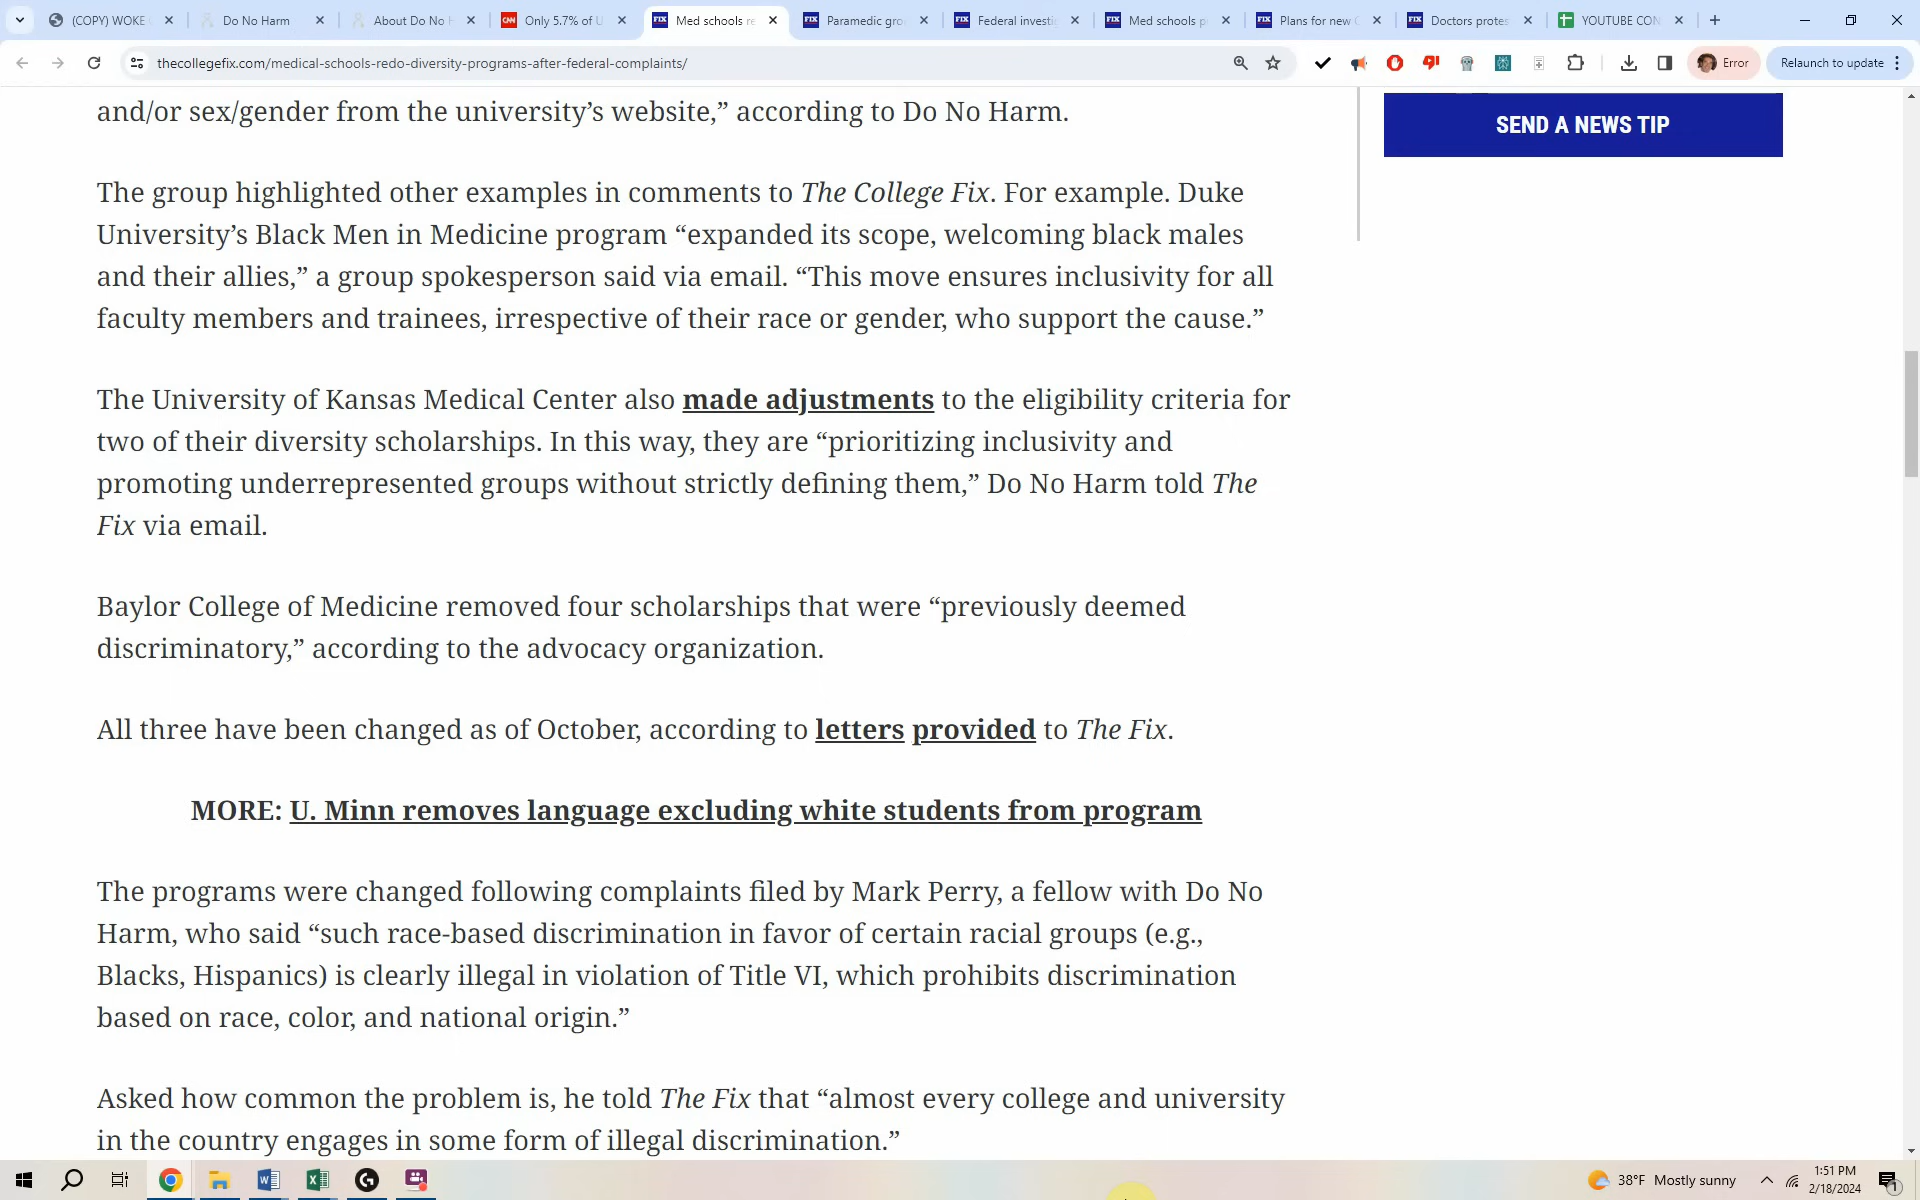 (COPY) WOKE
Do No Harm
About Do No H
CNN Only 5.7% of U
FIX Med schools re
FIX Paramedic gro
FIX Federal investi
FIX Med schools p
FIX Plans for new
FIX Doctors protes
YOUTUBE CON
thecollegefix.com/medical-schools-redo-diversity-programs-after-federal-complaints/
Error
Relaunch to update
and/or sex/gender from the university’s website,” according to Do No Harm.
SEND A NEWS TIP
The group highlighted other examples in comments to The College Fix. For example. Duke
University’s Black Men in Medicine program “expanded its scope, welcoming black males
and their allies,” a group spokesperson said via email. “This move ensures inclusivity for all
faculty members and trainees, irrespective of their race or gender, who support the cause.”
The University of Kansas Medical Center also made adjustments to the eligibility criteria for
two of their diversity scholarships. In this way, they are “prioritizing inclusivity and
promoting underrepresented groups without strictly defining them,” Do No Harm told The
Fix via email.
Baylor College of Medicine removed four scholarships that were “previously deemed
discriminatory,” according to the advocacy organization.
All three have been changed as of October, according to letters provided to The Fix.
MORE: U. Minn removes language excluding white students from program
The programs were changed following complaints filed by Mark Perry, a fellow with Do No
Harm, who said “such race-based discrimination in favor of certain racial groups (e.g.,
Blacks, Hispanics) is clearly illegal in violation of Title VI, which prohibits discrimination
based on race, color, and national origin.”
Asked how common the problem is, he told The Fix that “almost every college and university
in the country engages in some form of illegal discrimination.”
38°F Mostly sunny
1:51 PM
2/18/2024
1